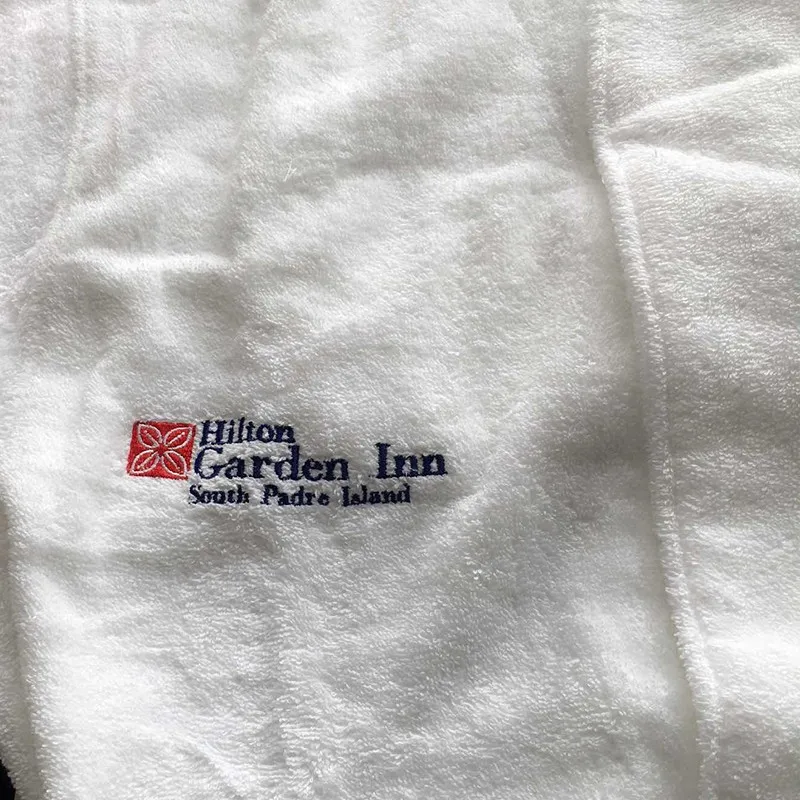 Hilton
Garden Inn
South Padre Island